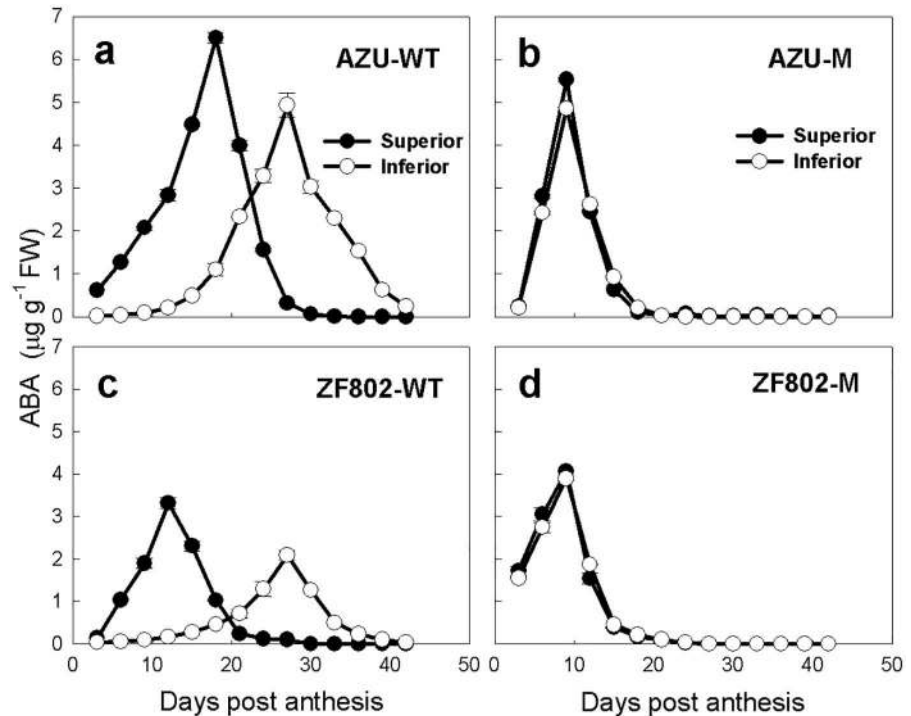 a
AZU-WT
Superior
Inferior
b
AZU-M
Superior
Inferior
c
ZF802-WT
d
ZF802-M
7
6
5
4
3
2
1
0
7
6
5
4
3
2
1
0
ABA (μg g⁻¹ FW)
0 10 20 30 40 50
0 10 20 30 40 50
Days post anthesis
Days post anthesis